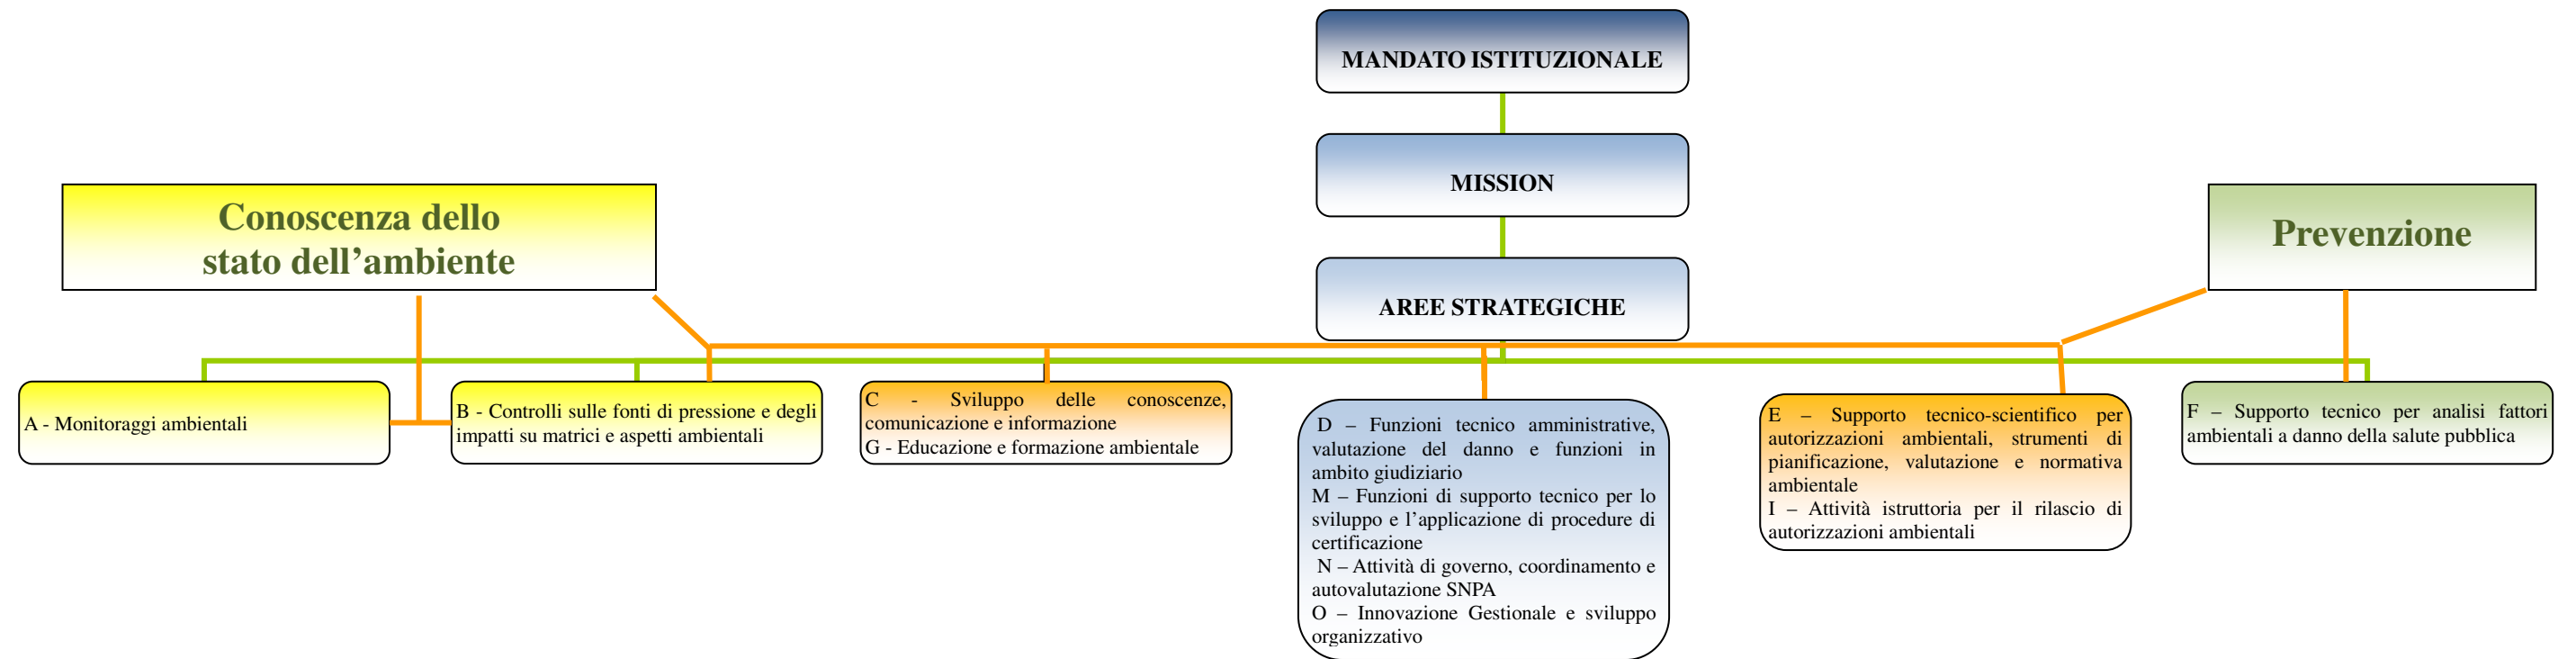 MANDATO ISTITUZIONALE
MISSION
AREE STRATEGICHE
Conoscenza dello
stato dell’ambiente
Prevenzione
A - Monitoraggi ambientali
B - Controlli sulle fonti di pressione e degli
impatti su matrici e aspetti ambientali
C - Sviluppo delle conoscenze,
comunicazione e informazione
G - Educazione e formazione ambientale
D – Funzioni tecnico amministrative,
valutazione del danno e funzioni in
ambito giudiziario
M – Funzioni di supporto tecnico per lo
sviluppo e l’applicazione di procedure di
certificazione
N – Attività di governo, coordinamento e
autovalutazione SNPA
O – Innovazione Gestionale e sviluppo
organizzativo
E – Supporto tecnico-scientifico per
autorizzazioni ambientali, strumenti di
pianificazione, valutazione e normativa
ambientale
I – Attività istruttoria per il rilascio di
autorizzazioni ambientali
F – Supporto tecnico per analisi fattori
ambientali a danno della salute pubblica